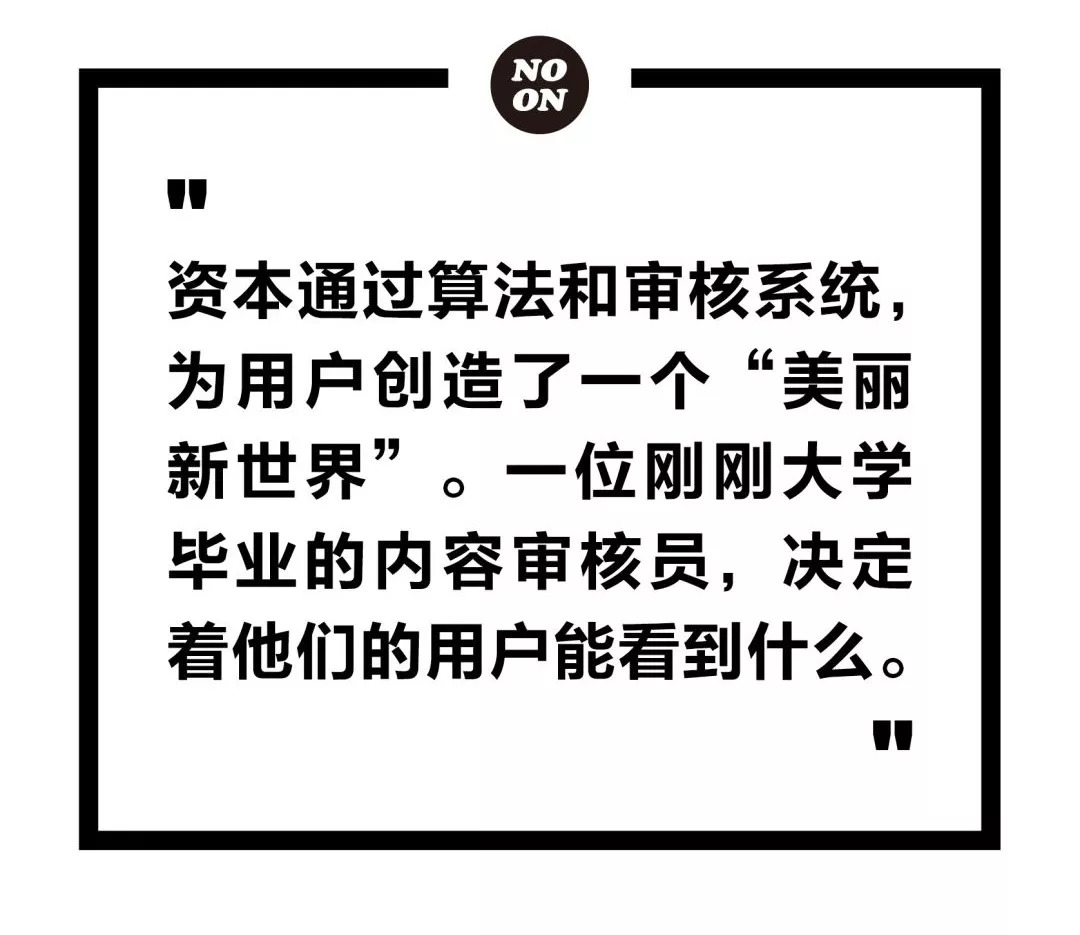 NO
ON
"
资本通过算法和审核系统，
为用户创造了一个“美丽
新世界”。一位刚刚大学
毕业的内容审核员，决定
着他们的用户能看到什么。
"